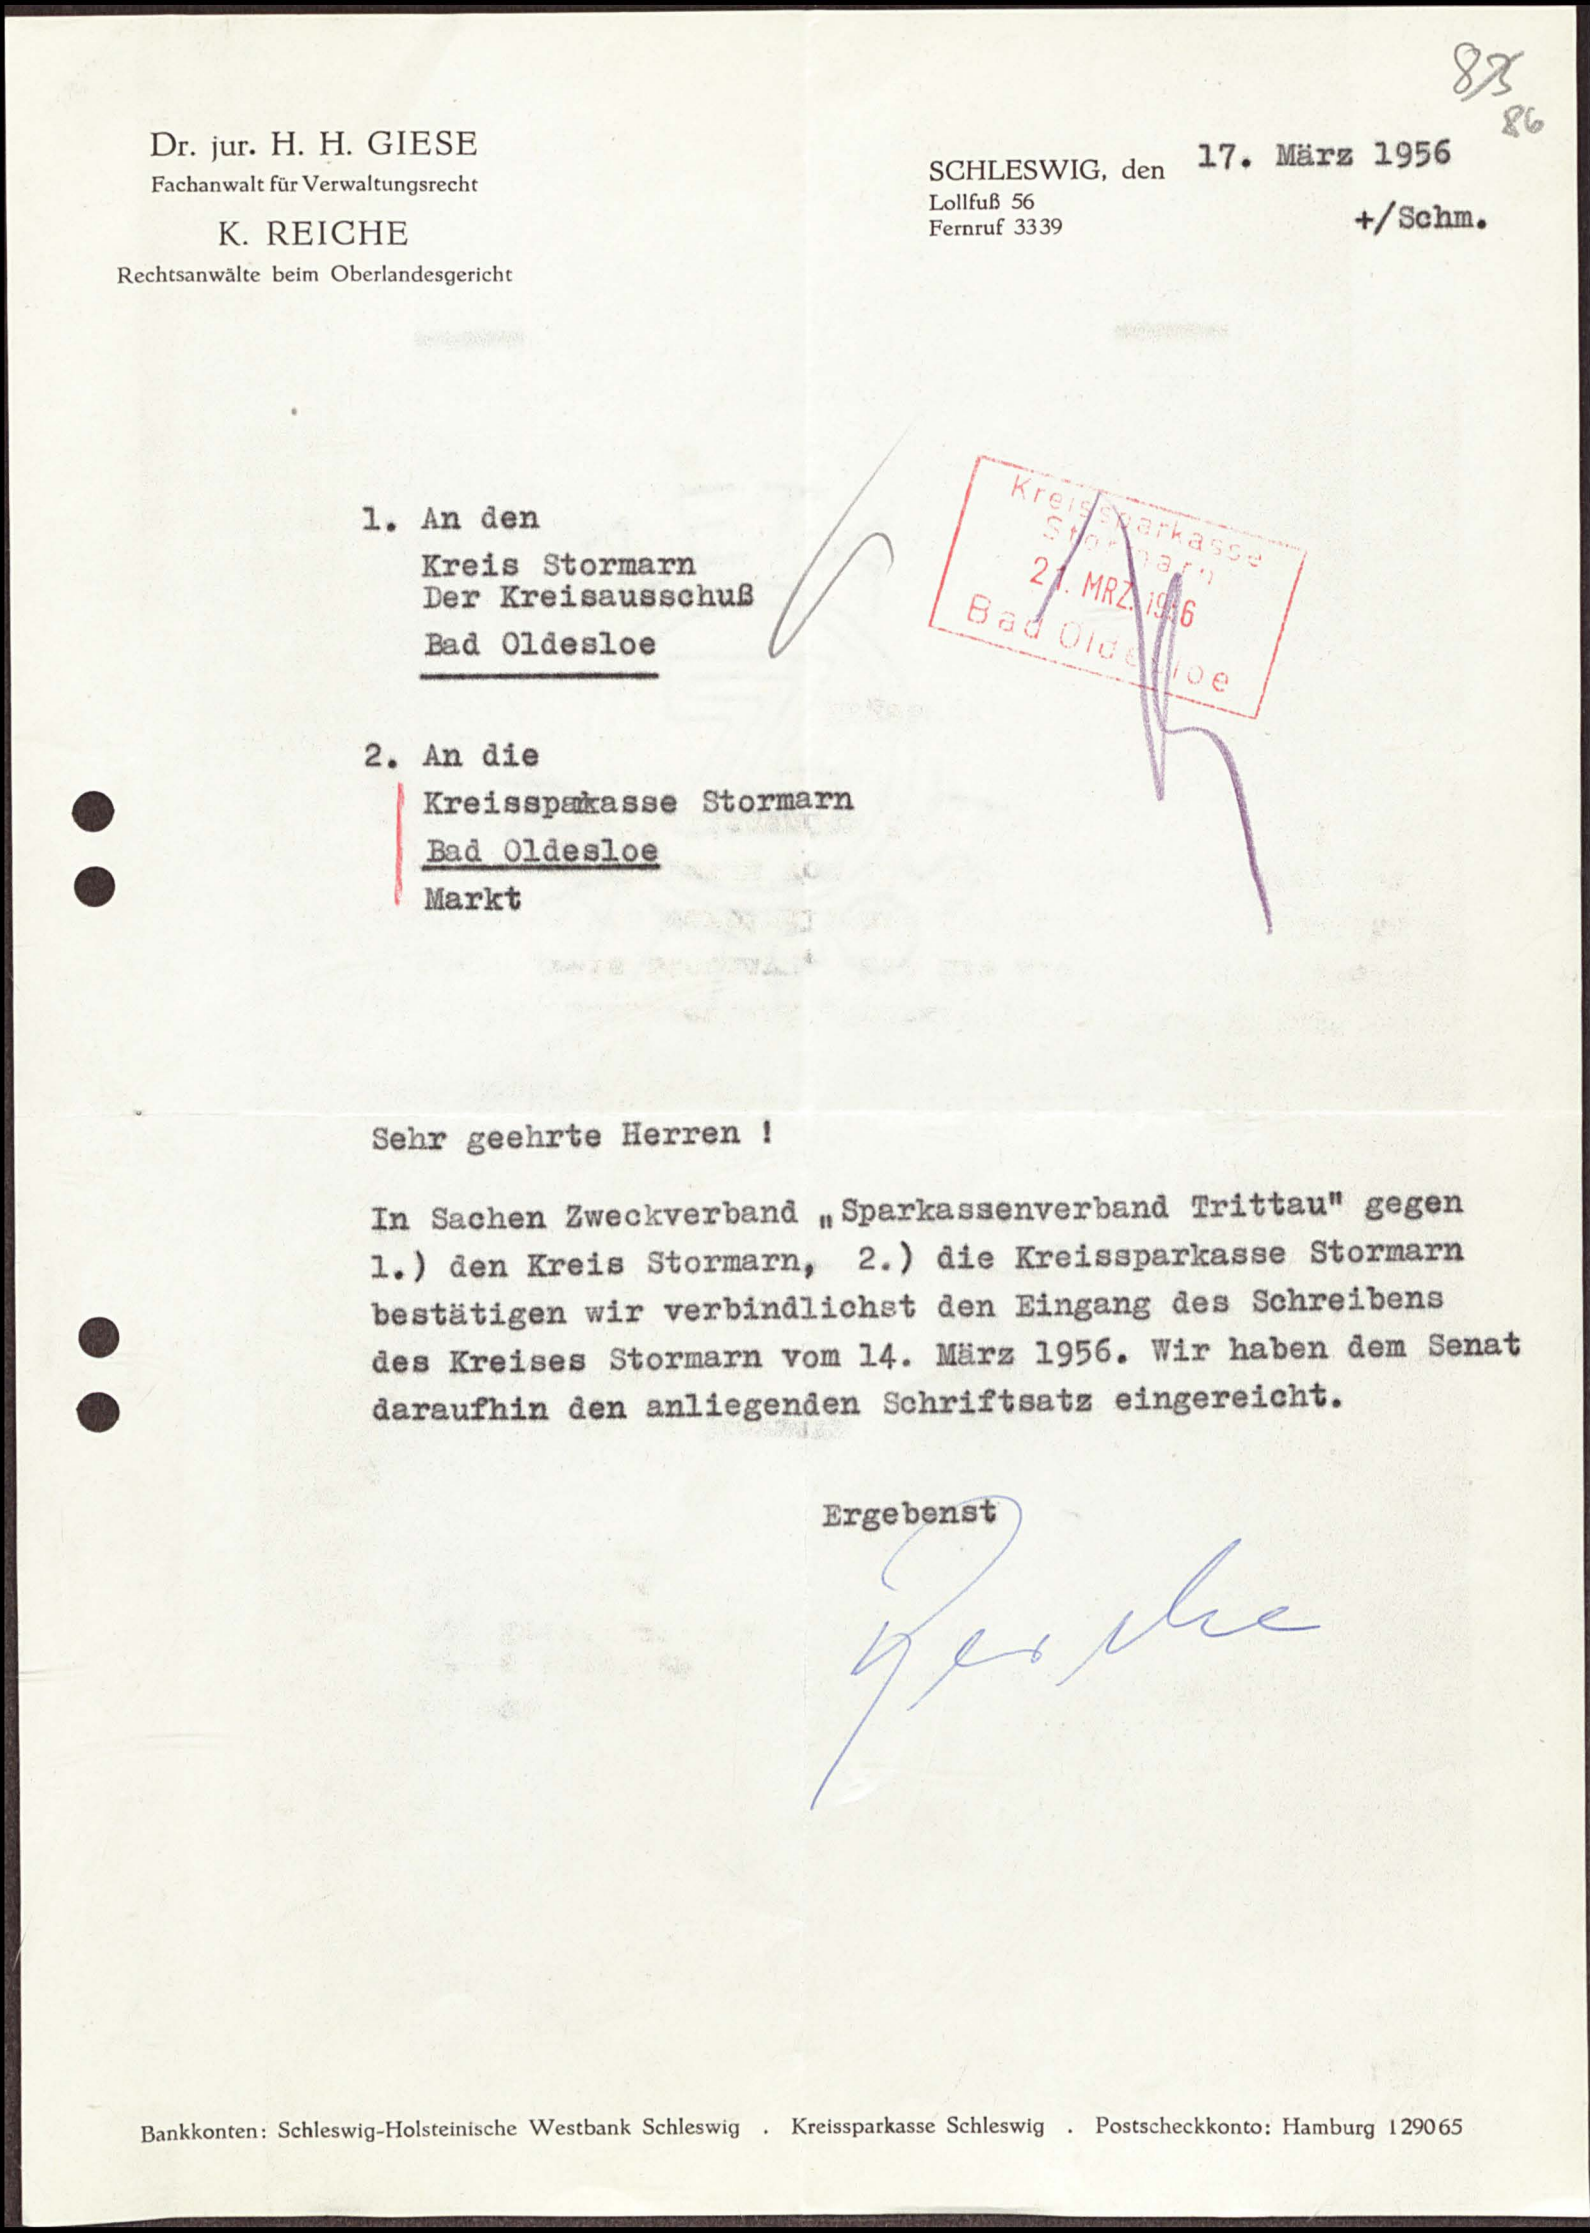 86
Dr. jur. H. H. GIESE
Fachanwalt für Verwaltungsrecht
K. REICHE
Rechtsanwälte beim Oberlandesgericht
SCHLESWIG, den 17. März 1956
Lollfuß 56
Fernruf 3339
+/Schm.
1. An den
Kreis Stormarn
Der Kreisausschuß
Bad Oldesloe
Kreissparkasse
Stormarn
21. MRZ. 1956
Bad Oldesloe
2. An die
Kreissparkasse Stormarn
Bad Oldesloe
Markt
Sehr geehrte Herren !
In Sachen Zweckverband „Sparkassenverband Trittau" gegen
1.) den Kreis Stormarn, 2.) die Kreissparkasse Stormarn
bestätigen wir verbindlichst den Eingang des Schreibens
des Kreises Stormarn vom 14. März 1956. Wir haben dem Senat
daraufhin den anliegenden Schriftsatz eingereicht.
Ergebenst
Reiche
Bankkonten: Schleswig-Holsteinische Westbank Schleswig . Kreissparkasse Schleswig . Postscheckkonto: Hamburg 129065